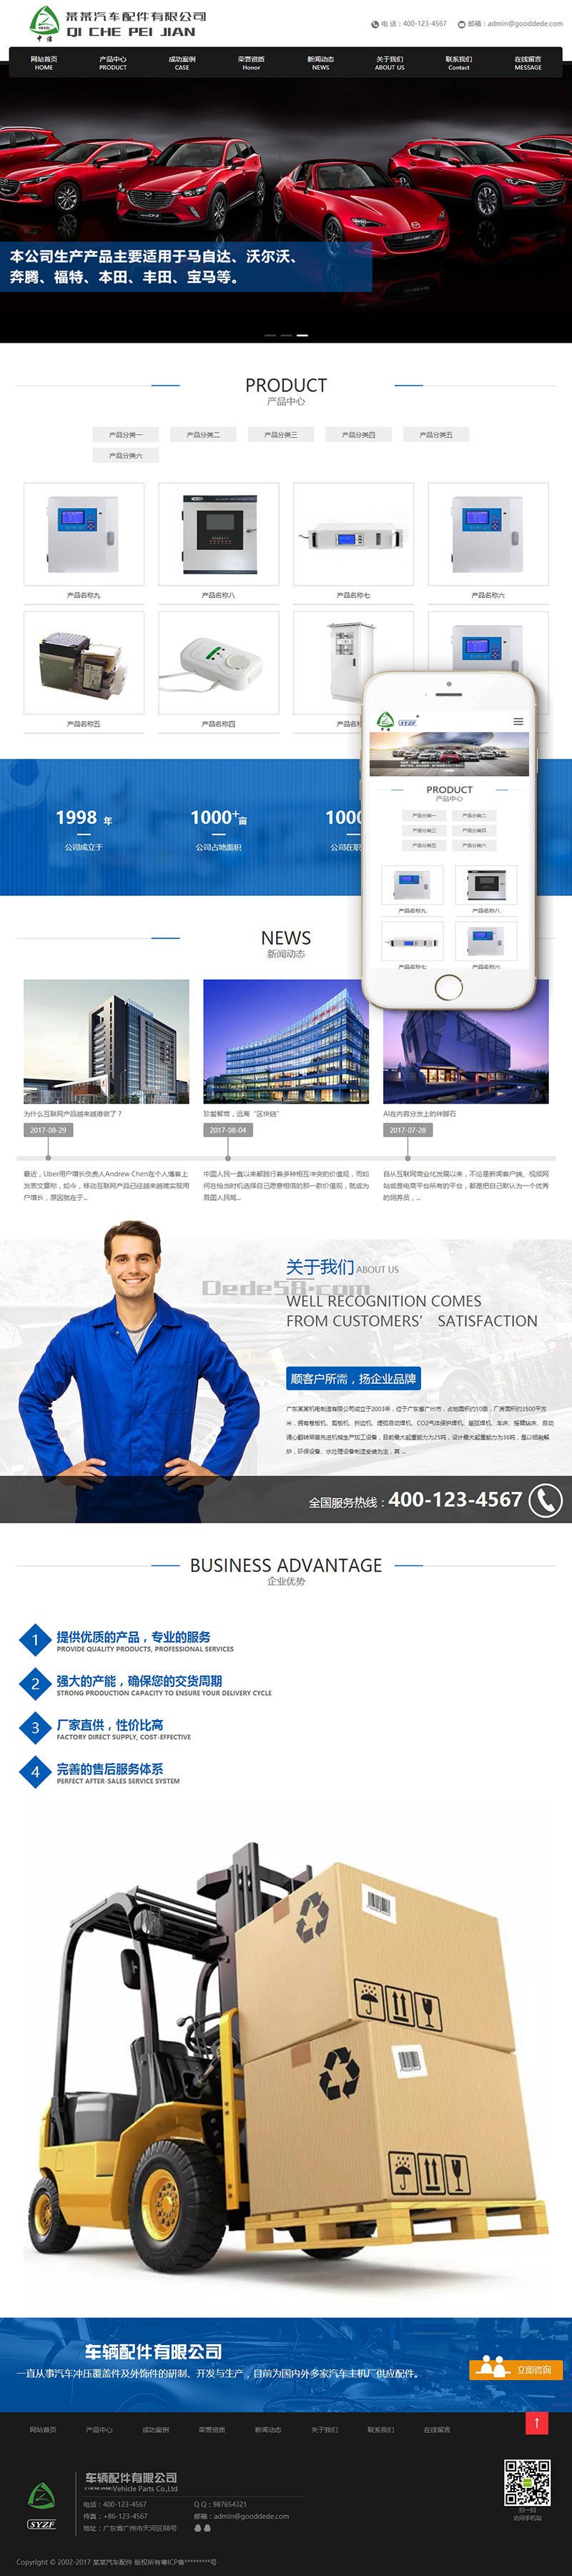 某某汽车配件有限公司
QI CHE PEI JIAN
电 话：400-123-4567
邮箱：admin@gooddede.com
网站首页 产品中心 成功案例 荣誉资质 新闻动态 关于我们 联系我们 在线留言
HOME PRODUCT CASE Honor NEWS ABOUT US Contact MESSAGE
本公司生产产品主要适用于马自达、沃尔沃、
奔腾、福特、本田、丰田、宝马等。
PRODUCT
产品中心
产品分类一 产品分类二 产品分类三 产品分类四 产品分类五
产品分类六
产品名称九 产品名称八 产品名称七 产品名称六
产品名称五 产品名称四
SYZF
PRODUCT
产品中心
产品分类一 产品分类二
产品分类三 产品分类四
产品分类五 产品分类六
产品名称九 产品名称八
产品名称七 产品名称六
1998 年 1000+亩 1000
公司成立于 公司占地面积 公司在职
NEWS
新闻动态
为什么互联网产品越来越难做了？
2017-08-29
最近，Uber用户增长负责人Andrew Chen在个人博客上
发表文章称，如今，移动互联网产品已经越来越难实现用
户增长，原因就在于...
珍爱智商，远离“区块链”
2017-08-04
中国人民一直以来都践行着多种相互冲突的价值观，而如
何在恰当时机选择自己愿意相信的那一款价值观，就成为
我国人民喊...
AI在内容分发上的绊脚石
2017-07-28
自从互联网商业化发展以来，不论是新闻客户端、视频网
站或是电商平台所有的平台，都是把自己默认为一个优秀
的饲养员，...
关于我们 ABOUT US
Dede58.com
WELL RECOGNITION COMES
FROM CUSTOMERS’ SATISFACTION
顺客户所需，扬企业品牌
广东某某机电制造有限公司成立于2003年，位于广东省广州市，占地面积约10亩，厂房面积约3500平方
米，拥有卷板机、剪板机、折边机、埋弧自动焊机、CO2气体保护焊机、氩弧焊机、车床、摇臂钻床、自动
调心翻转架等先进机械生产加工设备，目前最大起重能力为25吨，设计最大起重能力为36吨，是以熔融解
炉，环保设备、水处理设备制造安装为主，其 ...
全国服务热线：400-123-4567
BUSINESS ADVANTAGE
企业优势
1 提供优质的产品，专业的服务
PROVIDE QUALITY PRODUCTS, PROFESSIONAL SERVICES
2 强大的产能，确保您的交货周期
STRONG PRODUCTION CAPACITY TO ENSURE YOUR DELIVERY CYCLE
3 厂家直供，性价比高
FACTORY DIRECT SUPPLY, COST-EFFECTIVE
4 完善的售后服务体系
PERFECT AFTER-SALES SERVICE SYSTEM
车辆配件有限公司
一直从事汽车冲压覆盖件及外饰件的研制、开发与生产，目前为国内外多家汽车主机厂供应配件。
立即咨询
网站首页 产品中心 成功案例 荣誉资质 新闻动态 关于我们 联系我们 在线留言
车辆配件有限公司
Vehicle Parts Co.,Ltd
SYZF
电话：400-123-4567 Q Q：987654321
传真：+86-123-4567 邮箱：admin@gooddede.com
地址：广东省广州市天河区88号
扫一扫
访问手机站
Copyright © 2002-2017 某某汽车配件 版权所有粤ICP备*********号